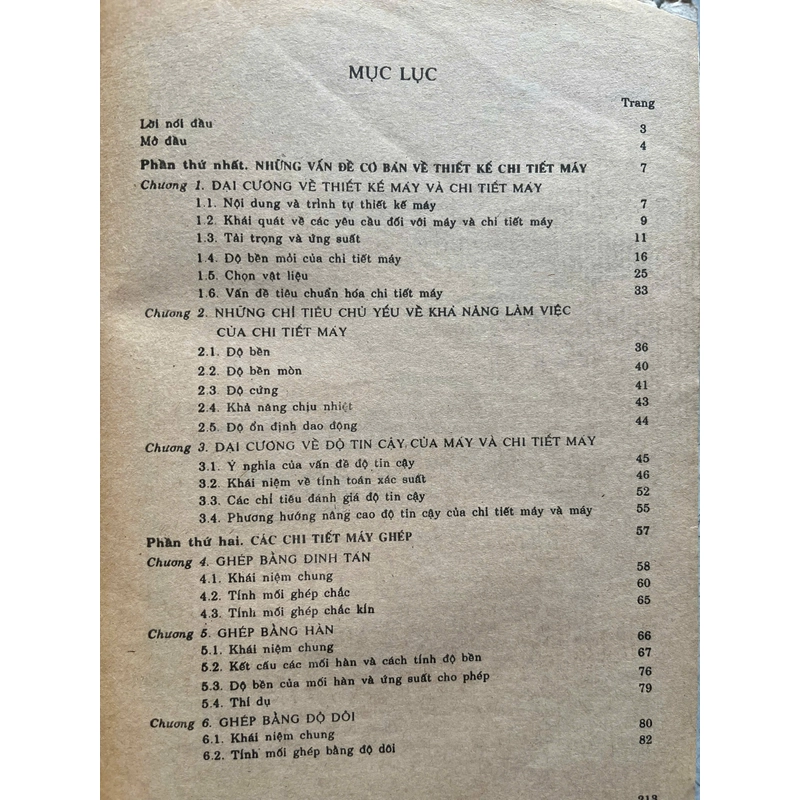 MỤC LỤC
Trang
Lời nói đầu 3
Mở đầu 4
Phần thứ nhất. NHỮNG VẤN ĐỀ CƠ BẢN VỀ THIẾT KẾ CHI TIẾT MÁY 7
Chương 1. ĐẠI CƯƠNG VỀ THIẾT KẾ MÁY VÀ CHI TIẾT MÁY
1.1. Nội dung và trình tự thiết kế máy 7
1.2. Khái quát về các yêu cầu đối với máy và chi tiết máy 9
1.3. Tải trọng và ứng suất 11
1.4. Độ bền mỏi của chi tiết máy 16
1.5. Chọn vật liệu 25
1.6. Vấn đề tiêu chuẩn hóa chi tiết máy 33
Chương 2. NHỮNG CHỈ TIÊU CHỦ YẾU VỀ KHẢ NĂNG LÀM VIỆC
CỦA CHI TIẾT MÁY
2.1. Độ bền 36
2.2. Độ bền mòn 40
2.3. Độ cứng 41
2.4. Khả năng chịu nhiệt 43
2.5. Độ ổn định dao động 44
Chương 3. ĐẠI CƯƠNG VỀ ĐỘ TIN CẬY CỦA MÁY VÀ CHI TIẾT MÁY
3.1. Ý nghĩa của vấn đề độ tin cậy 45
3.2. Khái niệm về tính toán xác suất 46
3.3. Các chỉ tiêu đánh giá độ tin cậy 52
3.4. Phương hướng nâng cao độ tin cậy của chi tiết máy và máy 55
Phần thứ hai. CÁC CHI TIẾT MÁY GHÉP 57
Chương 4. GHÉP BẰNG ĐINH TÁN
4.1. Khái niệm chung 58
4.2. Tính mối ghép chắc 60
4.3. Tính mối ghép chắc kín 65
Chương 5. GHÉP BẰNG HÀN
5.1. Khái niệm chung 66
5.2. Kết cấu các mối hàn và cách tính độ bền 67
5.3. Độ bền của mối hàn và ứng suất cho phép 76
5.4. Thí dụ 79
Chương 6. GHÉP BẰNG ĐỘ DÔI
6.1. Khái niệm chung 80
6.2. Tính mối ghép bằng độ dôi 82